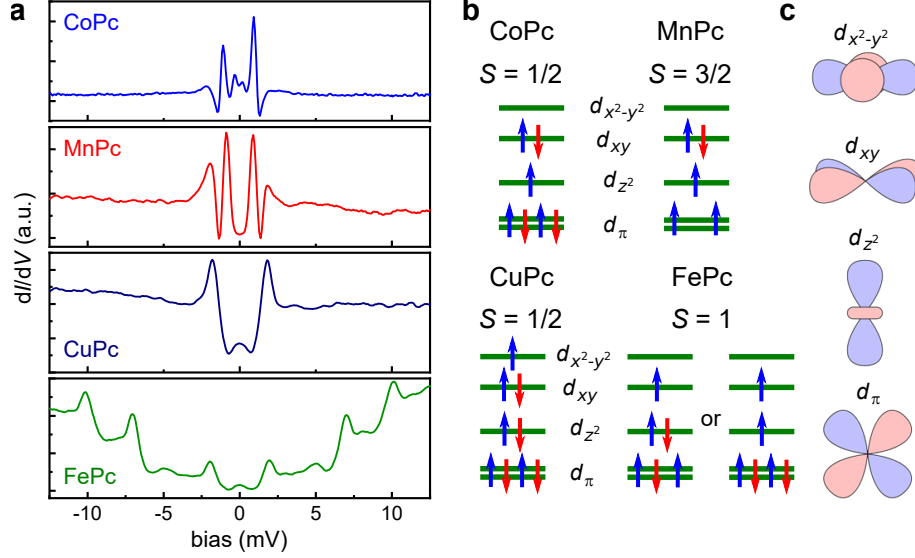 a
CoPc
MnPc
CuPc
FePc
dI/dV (a.u.)
-10 -5 0 5 10
bias (mV)
b
CoPc MnPc
S = 1/2 S = 3/2
dx²-y²
dxy
dz²
dπ
CuPc FePc
S = 1/2 S = 1
dx²-y²
dxy
dz²
or
dπ
c
dx²-y²
dxy
dz²
dπ